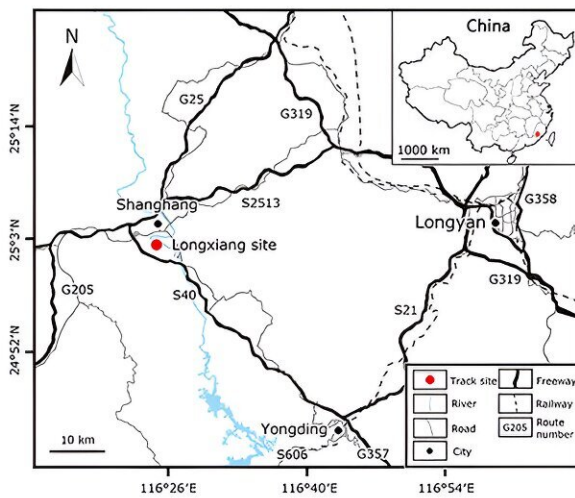 China
1000 km
N
G25
G319
25°14'N
S2513
Shanghang
G358
Longyan
25°3'N
Longxiang site
G205
S40
S21
G319
24°52'N
Track site
Freeway
River
Railway
Road
G205
Route
number
City
10 km
Yongding
S606
G357
116°26'E
116°40'E
116°54'E